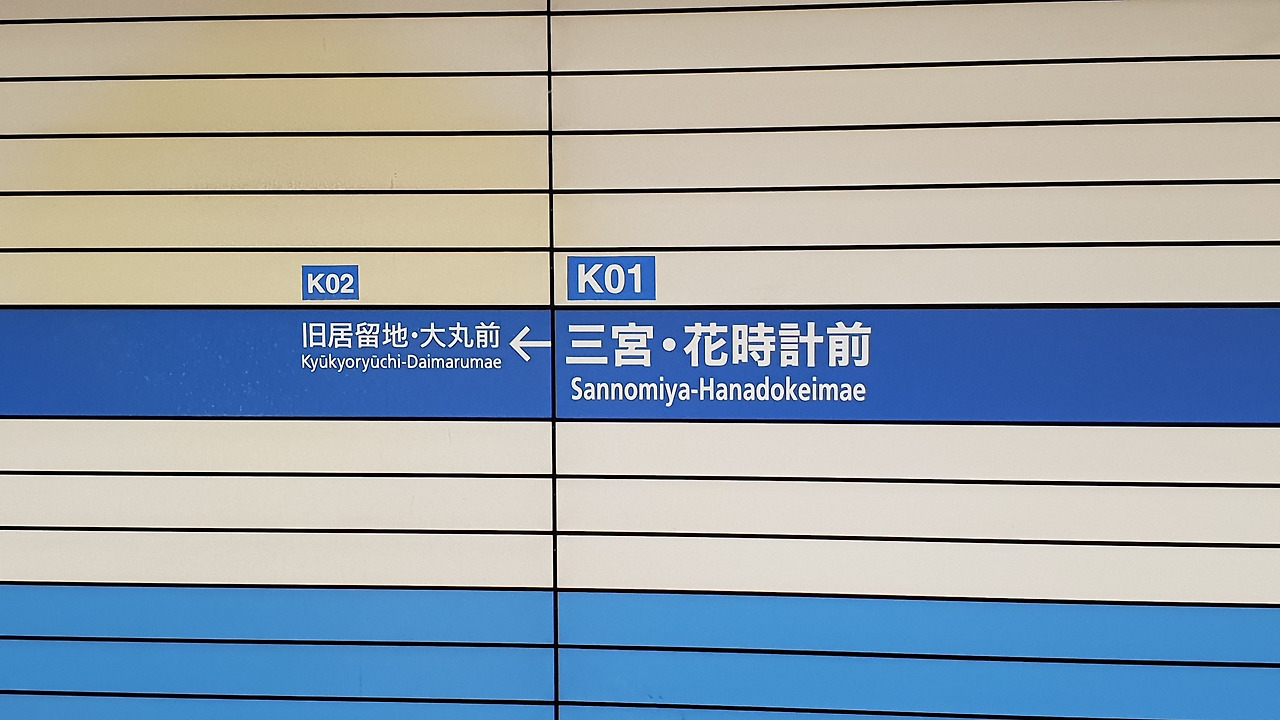 K02
旧居留地・大丸前
Kyūkyoryūchi-Daimarumae
←
K01
三宮・花時計前
Sannomiya-Hanadokeimae